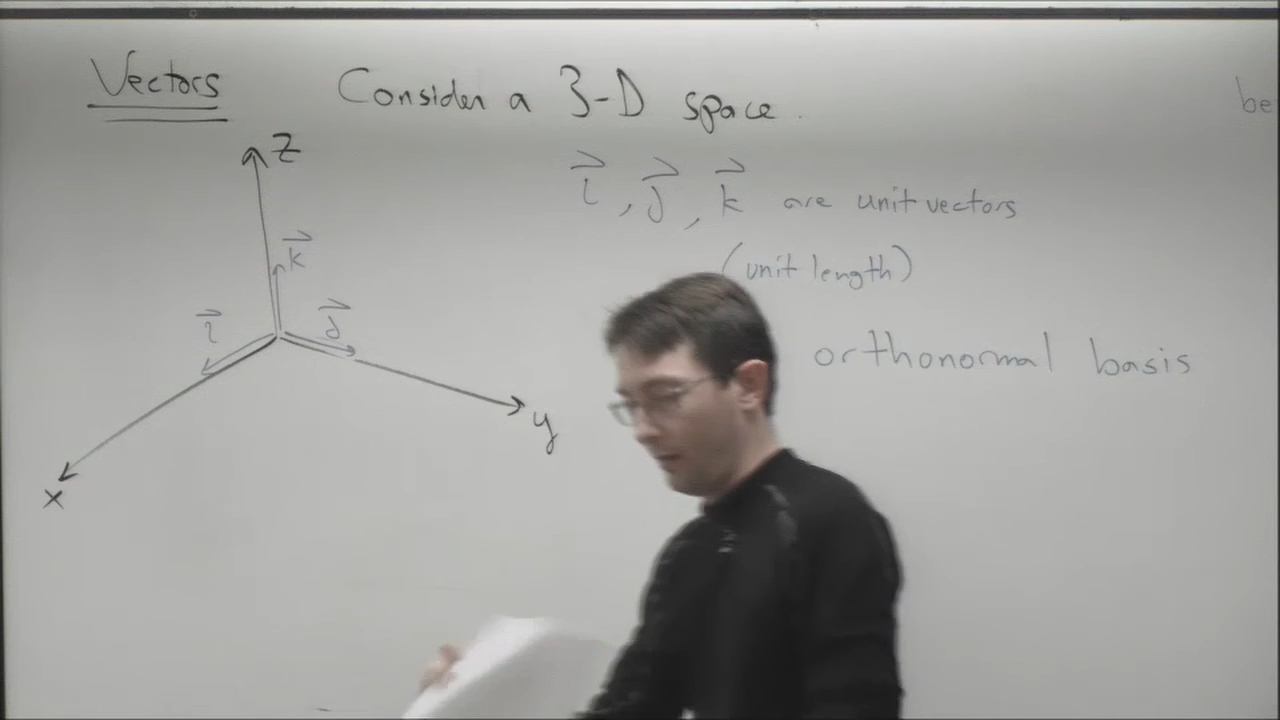 Vectors Consider a 3-D space.
be
z
i⃗, j⃗, k⃗ are unit vectors
(unit length)
k⃗
i⃗ j⃗
orthonormal basis
y
x